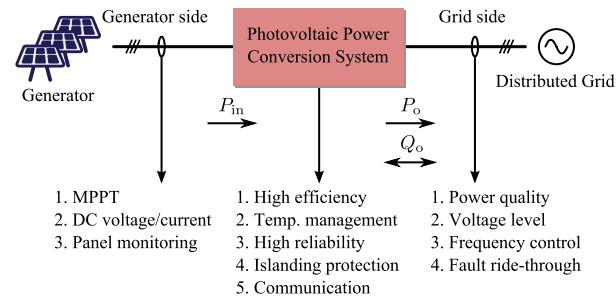 Generator side
Photovoltaic Power
Conversion System
Grid side
Generator
Distributed Grid
P_in
P_o
Q_o
1. MPPT
2. DC voltage/current
3. Panel monitoring
1. High efficiency
2. Temp. management
3. High reliability
4. Islanding protection
5. Communication
1. Power quality
2. Voltage level
3. Frequency control
4. Fault ride-through